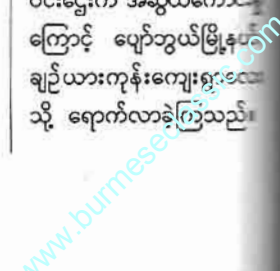 ကြောင့် ပျော်ဘွယ်မြို့နယ်
ချဉ်ယားကုန်းကျေးရွာ
သို့ ရောက်လာခဲ့ကြသည်။
www.burmeseclassic.com